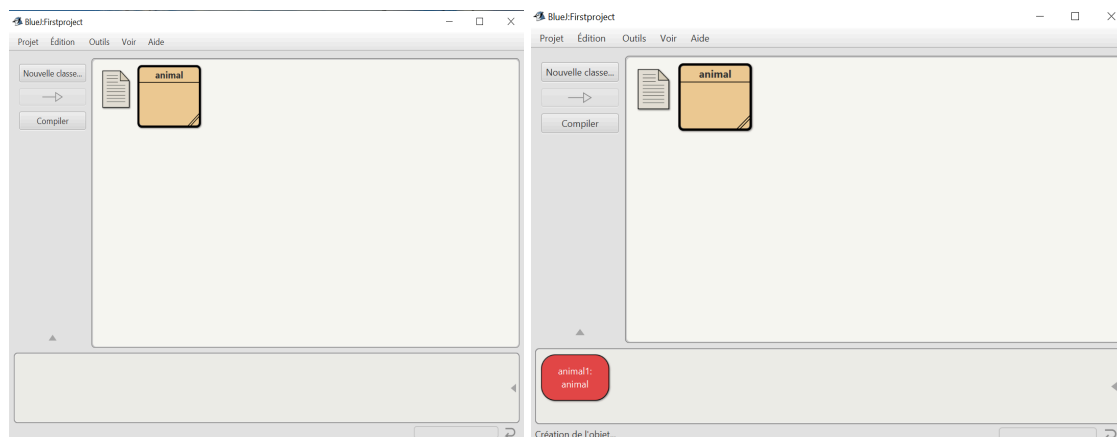 BlueJ:Firstproject
Projet Édition Outils Voir Aide
Nouvelle classe...
animal
Compiler
BlueJ:Firstproject
Projet Édition Outils Voir Aide
Nouvelle classe...
animal
Compiler
animal1:
animal
Création de l'objet...